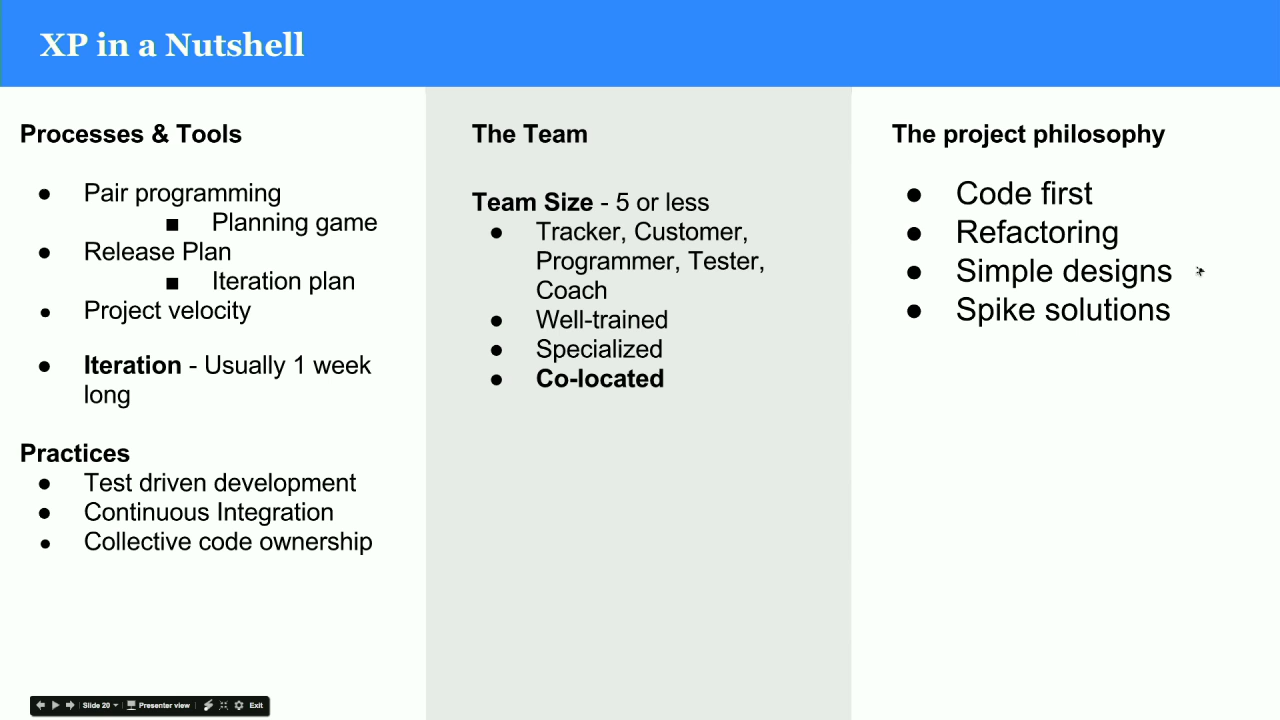 XP in a Nutshell
Processes & Tools
● Pair programming
■ Planning game
● Release Plan
■ Iteration plan
● Project velocity
● Iteration - Usually 1 week
long
Practices
● Test driven development
● Continuous Integration
● Collective code ownership
The Team
Team Size - 5 or less
● Tracker, Customer,
Programmer, Tester,
Coach
● Well-trained
● Specialized
● Co-located
The project philosophy
● Code first
● Refactoring
● Simple designs
● Spike solutions
Slide 20 Presenter view Exit